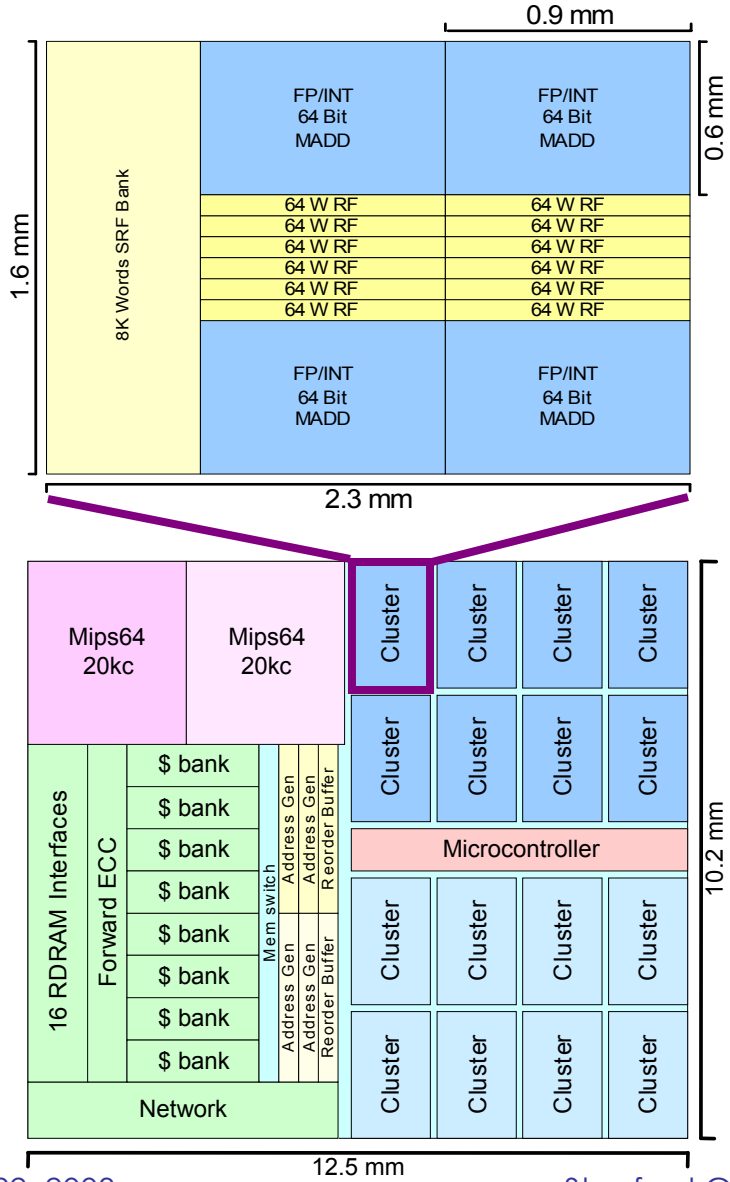 0.9 mm
FP/INT
64 Bit
MADD
FP/INT
64 Bit
MADD
0.6 mm
8K Words SRF Bank
1.6 mm
64 W RF
64 W RF
64 W RF
64 W RF
64 W RF
64 W RF
64 W RF
64 W RF
64 W RF
64 W RF
64 W RF
64 W RF
FP/INT
64 Bit
MADD
FP/INT
64 Bit
MADD
2.3 mm
Mips64
20kc
Mips64
20kc
Cluster
Cluster
Cluster
Cluster
Cluster
Cluster
Cluster
Cluster
16 RDRAM Interfaces
Forward ECC
$ bank
$ bank
$ bank
$ bank
$ bank
$ bank
$ bank
$ bank
Mem switch
Address Gen
Address Gen
Reorder Buffer
Address Gen
Address Gen
Reorder Buffer
Microcontroller
10.2 mm
Cluster
Cluster
Cluster
Cluster
Cluster
Cluster
Cluster
Cluster
Network
12.5 mm